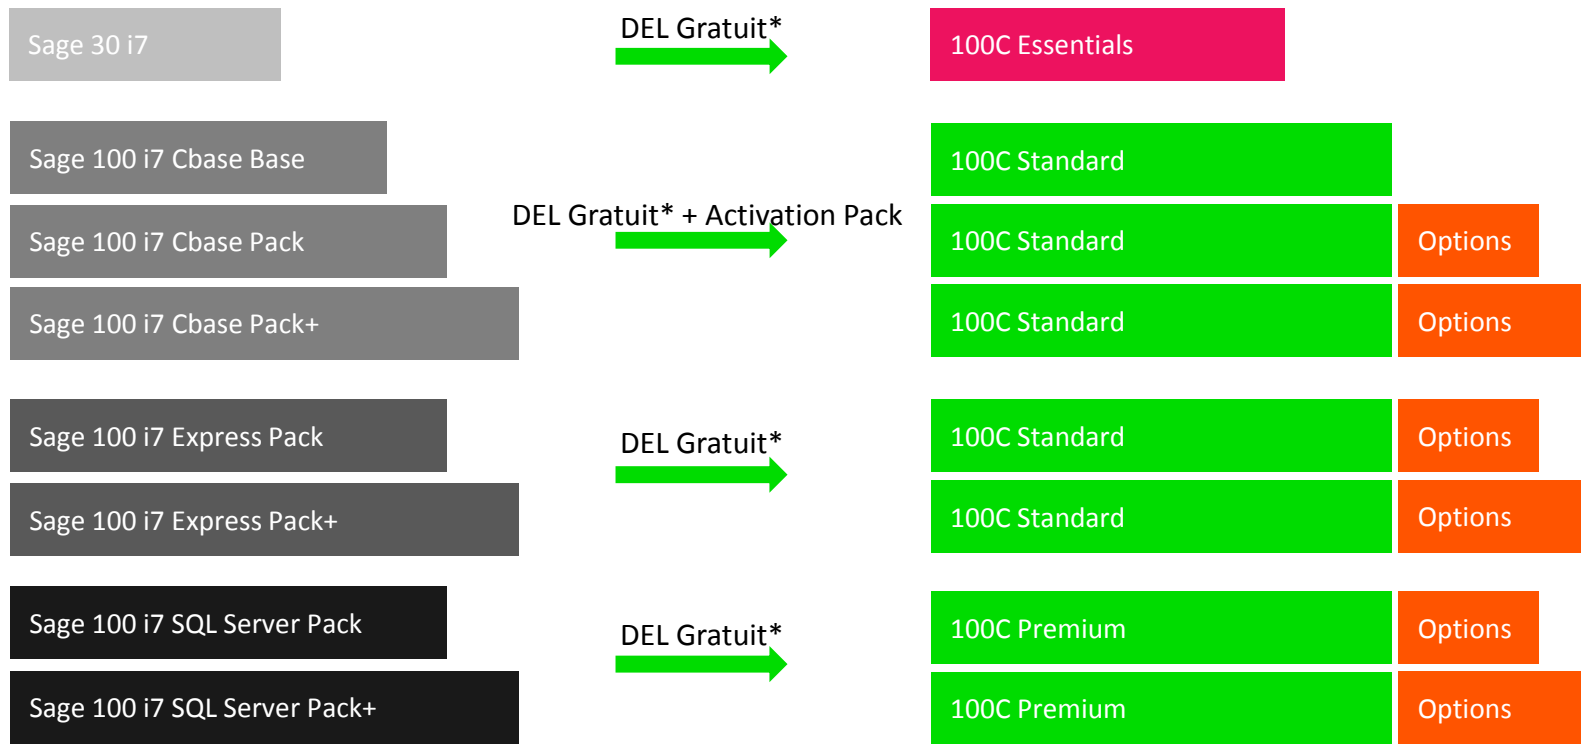 Sage 30 i7
DEL Gratuit*
100C Essentials
Sage 100 i7 Cbase Base
100C Standard
DEL Gratuit* + Activation Pack
Sage 100 i7 Cbase Pack
100C Standard
Options
Sage 100 i7 Cbase Pack+
100C Standard
Options
Sage 100 i7 Express Pack
DEL Gratuit*
100C Standard
Options
Sage 100 i7 Express Pack+
100C Standard
Options
Sage 100 i7 SQL Server Pack
DEL Gratuit*
100C Premium
Options
Sage 100 i7 SQL Server Pack+
100C Premium
Options